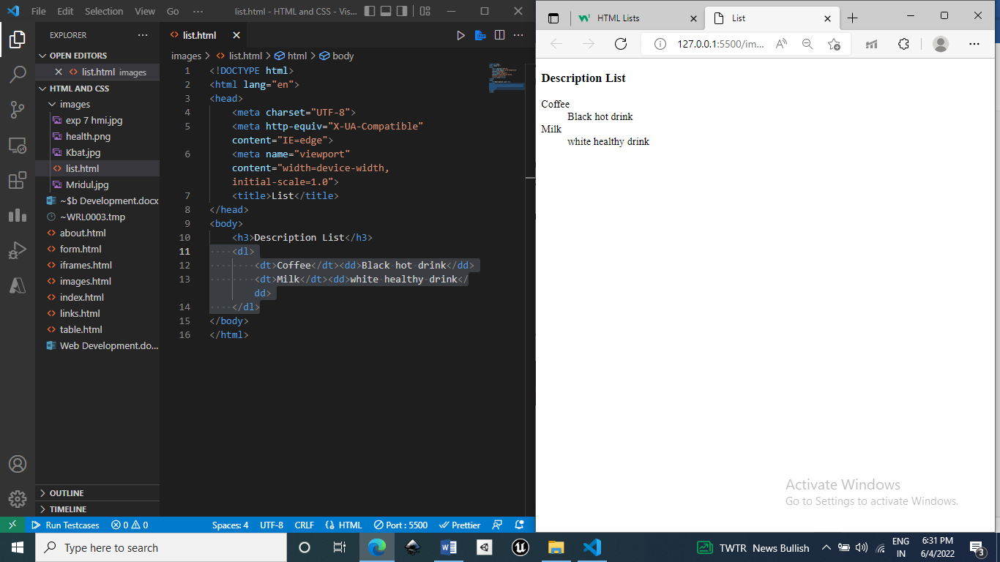 File Edit Selection View Go ··· list.html - HTML and CSS - Vis...
EXPLORER ···
OPEN EDITORS
list.html images
HTML AND CSS
images
exp 7 hmi.jpg
health.png
Kbat.jpg
list.html
Mridul.jpg
~$b Development.docx
~WRL0003.tmp
about.html
form.html
iframes.html
images.html
index.html
links.html
table.html
Web Development.do...
OUTLINE
TIMELINE
list.html
images > list.html > html > body
1 <!DOCTYPE html>
2 <html lang="en">
3 <head>
4 <meta charset="UTF-8">
5 <meta http-equiv="X-UA-Compatible"
content="IE=edge">
6 <meta name="viewport"
content="width=device-width,
initial-scale=1.0">
7 <title>List</title>
8 </head>
9 <body>
10 <h3>Description List</h3>
11 <dl>
12 <dt>Coffee</dt><dd>Black hot drink</dd>
13 <dt>Milk</dt><dd>white healthy drink</
dd>
14 </dl>
15 </body>
16 </html>
Run Testcases 0 0 Spaces: 4 UTF-8 CRLF HTML Port : 5500 Prettier
HTML Lists List
127.0.0.1:5500/im...
Description List
Coffee
Black hot drink
Milk
white healthy drink
Activate Windows
Go to Settings to activate Windows.
Type here to search
TWTR News Bullish
ENG
IN
6:31 PM
6/4/2022
3